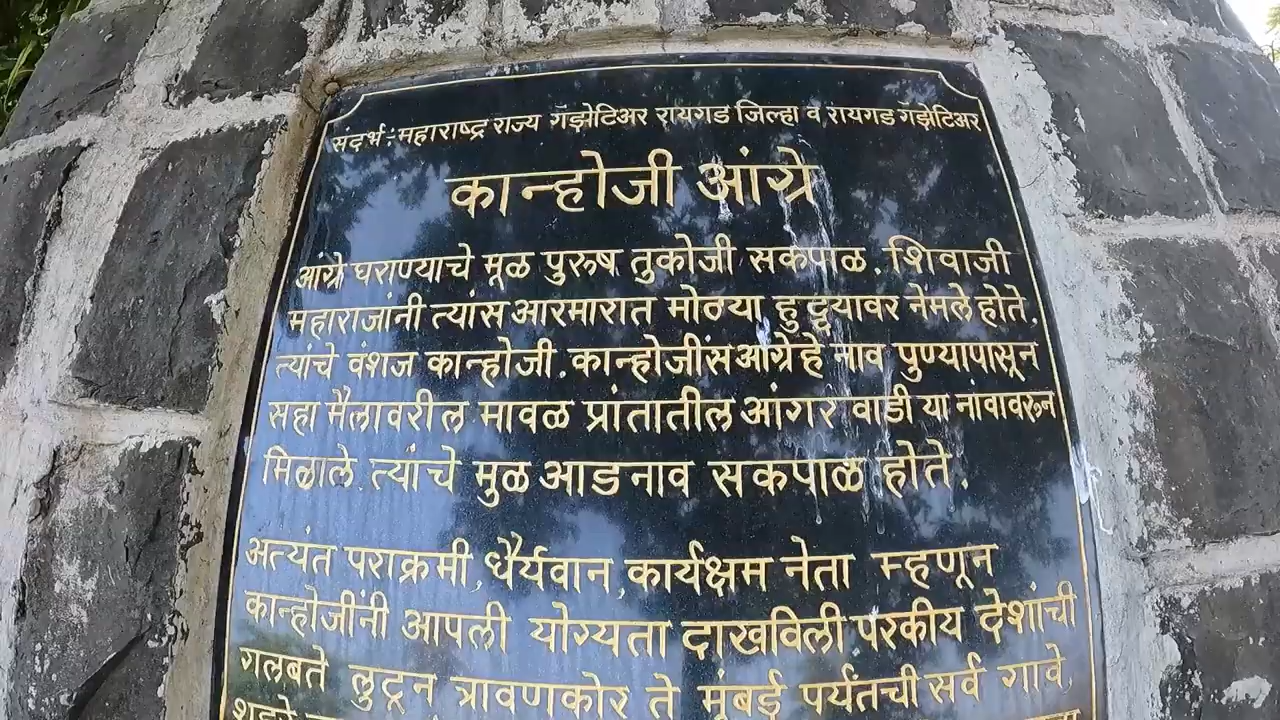 संदर्भ:महाराष्ट्र राज्य गॅझेटिअर रायगड जिल्हा व रायगड गॅझेटिअर
कान्होजी आंग्रे
आंग्रे घराण्याचे मूळ पुरुष तुकोजी सकपाळ. शिवाजी
महाराजांनी त्यांस आरमारात मोठया हुद्द्यावर नेमले होते.
त्यांचे वंशज कान्होजी. कान्होजींस आंग्रे हे नाव पुण्यापासून
सहा मैलावरील मावळ प्रांतातील आंगर वाडी या नांवावरून
मिळाले. त्यांचे मुळ आडनाव सकपाळ होते.
अत्यंत पराक्रमी, धैर्यवान, कार्यक्षम नेता म्हणून
कान्होजींनी आपली योग्यता दाखविली परकीय देशांची
गलबते लुटून त्रावणकोर ते मूंबई पर्यंतची सर्व गावे,